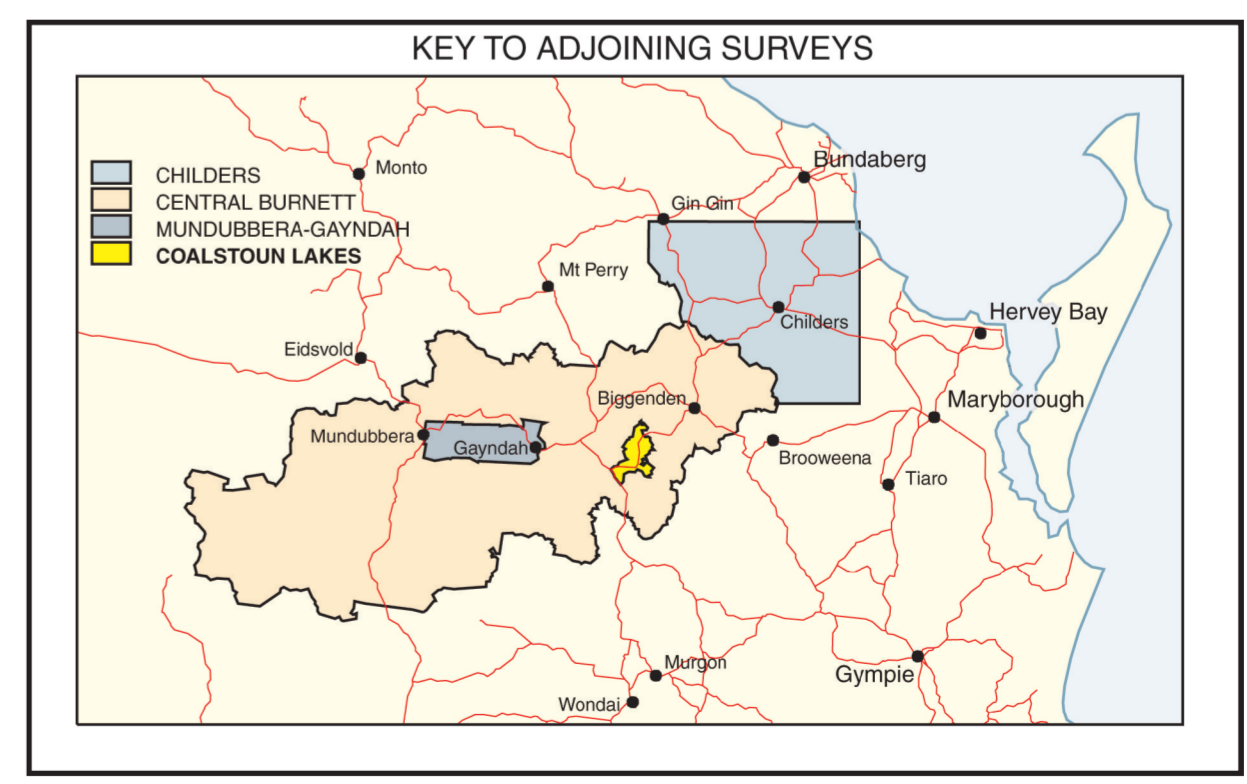 KEY TO ADJOINING SURVEYS
CHILDERS
CENTRAL BURNETT
MUNDUBBERA-GAYNDAH
COALSTOUN LAKES
Monto
Bundaberg
Gin Gin
Mt Perry
Childers
Hervey Bay
Eidsvold
Biggenden
Maryborough
Mundubbera
Gayndah
Brooweena
Tiaro
Murgon
Gympie
Wondai